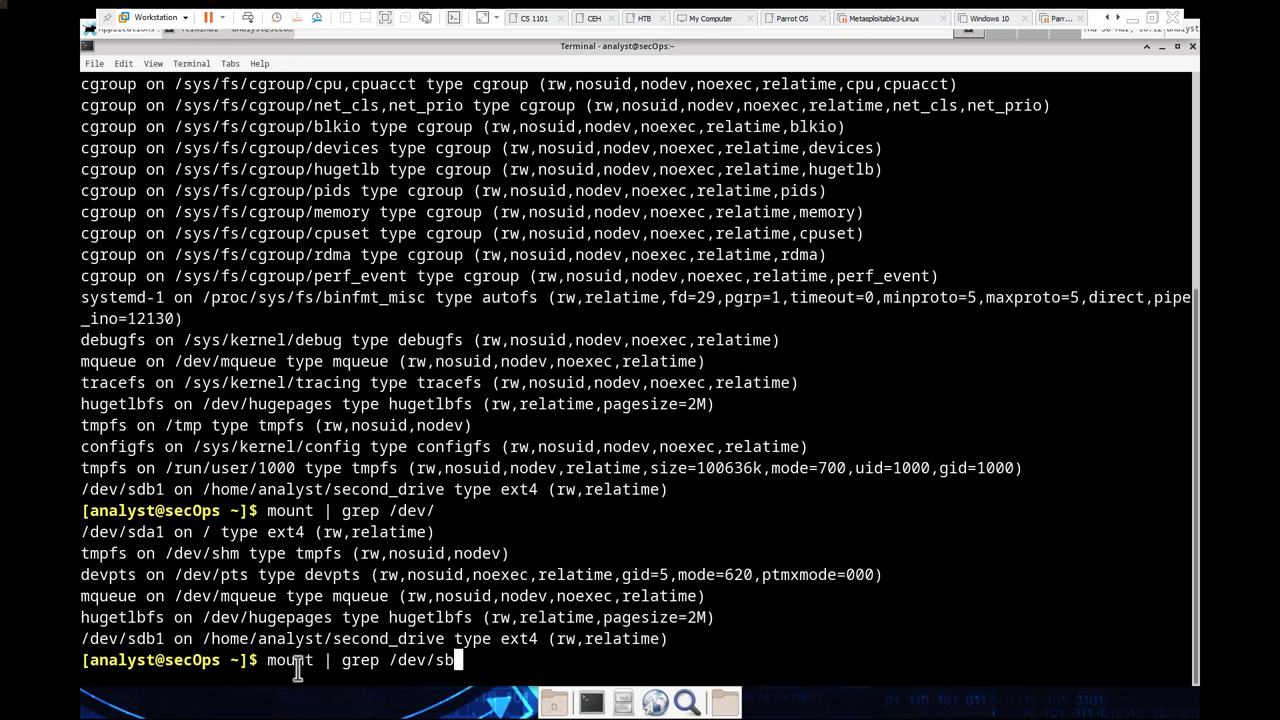 Workstation
CS 1101
CEH
HTB
My Computer
Parrot OS
Metasploitable3-Linux
Windows 10
Parr...
Terminal - analyst@secOps:~
File Edit View Terminal Tabs Help
cgroup on /sys/fs/cgroup/cpu,cpuacct type cgroup (rw,nosuid,nodev,noexec,relatime,cpu,cpuacct)
cgroup on /sys/fs/cgroup/net_cls,net_prio type cgroup (rw,nosuid,nodev,noexec,relatime,net_cls,net_prio)
cgroup on /sys/fs/cgroup/blkio type cgroup (rw,nosuid,nodev,noexec,relatime,blkio)
cgroup on /sys/fs/cgroup/devices type cgroup (rw,nosuid,nodev,noexec,relatime,devices)
cgroup on /sys/fs/cgroup/hugetlb type cgroup (rw,nosuid,nodev,noexec,relatime,hugetlb)
cgroup on /sys/fs/cgroup/pids type cgroup (rw,nosuid,nodev,noexec,relatime,pids)
cgroup on /sys/fs/cgroup/memory type cgroup (rw,nosuid,nodev,noexec,relatime,memory)
cgroup on /sys/fs/cgroup/cpuset type cgroup (rw,nosuid,nodev,noexec,relatime,cpuset)
cgroup on /sys/fs/cgroup/rdma type cgroup (rw,nosuid,nodev,noexec,relatime,rdma)
cgroup on /sys/fs/cgroup/perf_event type cgroup (rw,nosuid,nodev,noexec,relatime,perf_event)
systemd-1 on /proc/sys/fs/binfmt_misc type autofs (rw,relatime,fd=29,pgrp=1,timeout=0,minproto=5,maxproto=5,direct,pipe
_ino=12130)
debugfs on /sys/kernel/debug type debugfs (rw,nosuid,nodev,noexec,relatime)
mqueue on /dev/mqueue type mqueue (rw,nosuid,nodev,noexec,relatime)
tracefs on /sys/kernel/tracing type tracefs (rw,nosuid,nodev,noexec,relatime)
hugetlbfs on /dev/hugepages type hugetlbfs (rw,relatime,pagesize=2M)
tmpfs on /tmp type tmpfs (rw,nosuid,nodev)
configfs on /sys/kernel/config type configfs (rw,nosuid,nodev,noexec,relatime)
tmpfs on /run/user/1000 type tmpfs (rw,nosuid,nodev,relatime,size=100636k,mode=700,uid=1000,gid=1000)
/dev/sdb1 on /home/analyst/second_drive type ext4 (rw,relatime)
[analyst@secOps ~]$ mount | grep /dev/
/dev/sda1 on / type ext4 (rw,relatime)
tmpfs on /dev/shm type tmpfs (rw,nosuid,nodev)
devpts on /dev/pts type devpts (rw,nosuid,noexec,relatime,gid=5,mode=620,ptmxmode=000)
mqueue on /dev/mqueue type mqueue (rw,nosuid,nodev,noexec,relatime)
hugetlbfs on /dev/hugepages type hugetlbfs (rw,relatime,pagesize=2M)
/dev/sdb1 on /home/analyst/second_drive type ext4 (rw,relatime)
[analyst@secOps ~]$ mount | grep /dev/sb